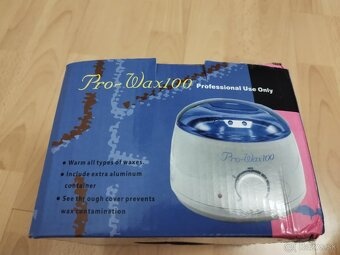 Pro-Wax100 Professional Use Only
• Warm all types of waxes.
• Include extra aluminum
container
• See through cover prevents
wax contamination
Pro-Wax100